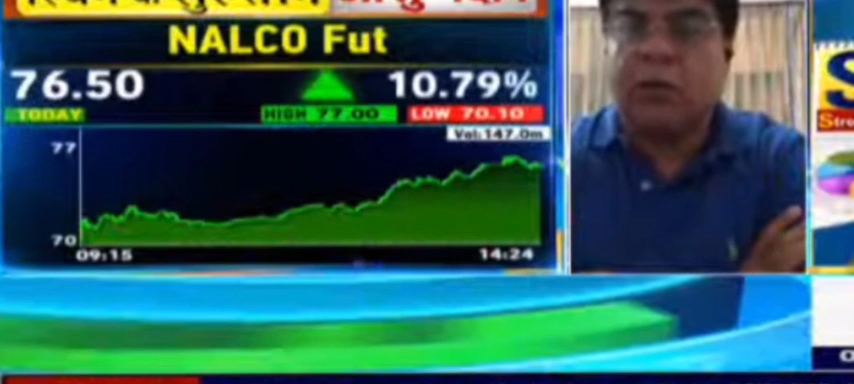 NALCO Fut
76.50 10.79%
TODAY HIGH 77.00 LOW 70.10
Vol:147.0m
77
70
09:15 14:24